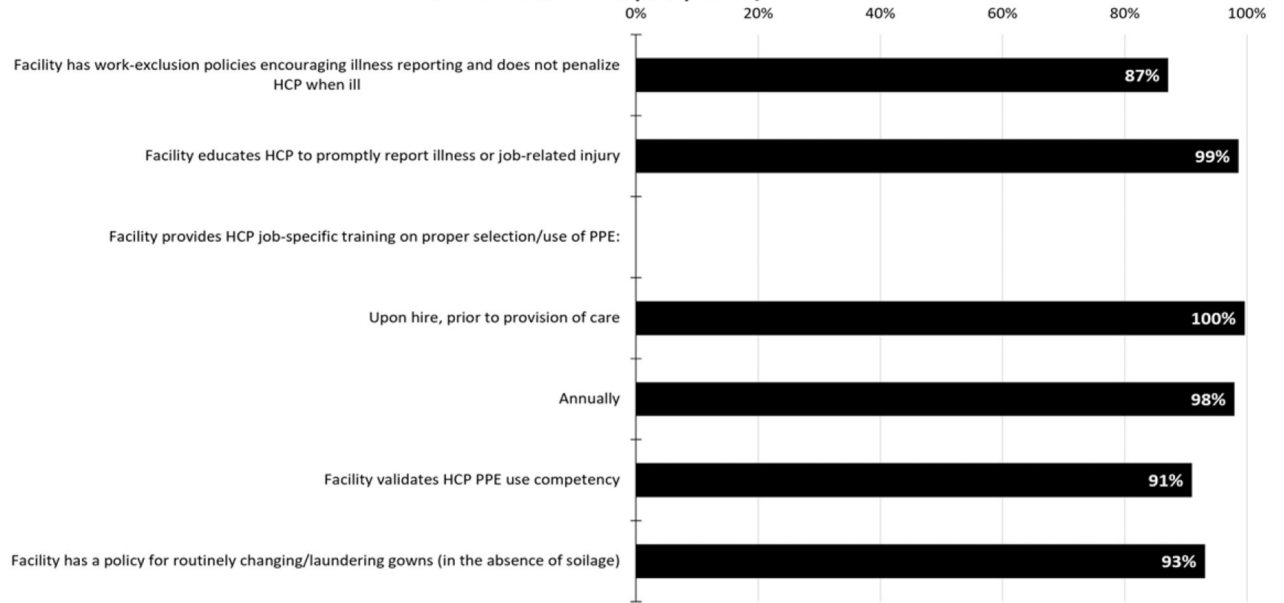 0% 20% 40% 60% 80% 100%
Facility has work-exclusion policies encouraging illness reporting and does not penalize
HCP when ill
87%
Facility educates HCP to promptly report illness or job-related injury
99%
Facility provides HCP job-specific training on proper selection/use of PPE:
Upon hire, prior to provision of care
100%
Annually
98%
Facility validates HCP PPE use competency
91%
Facility has a policy for routinely changing/laundering gowns (in the absence of soilage)
93%